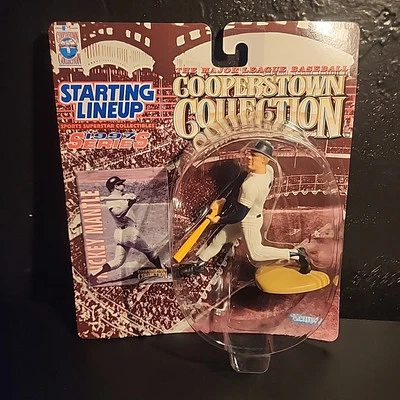 STARTING
LINEUP
SPORTS SUPERSTAR COLLECTIBLES
1997
SERIES
THE MAJOR LEAGUE BASEBALL
COOPERSTOWN
COLLECTION
MICKEY MANTLE
Kenner